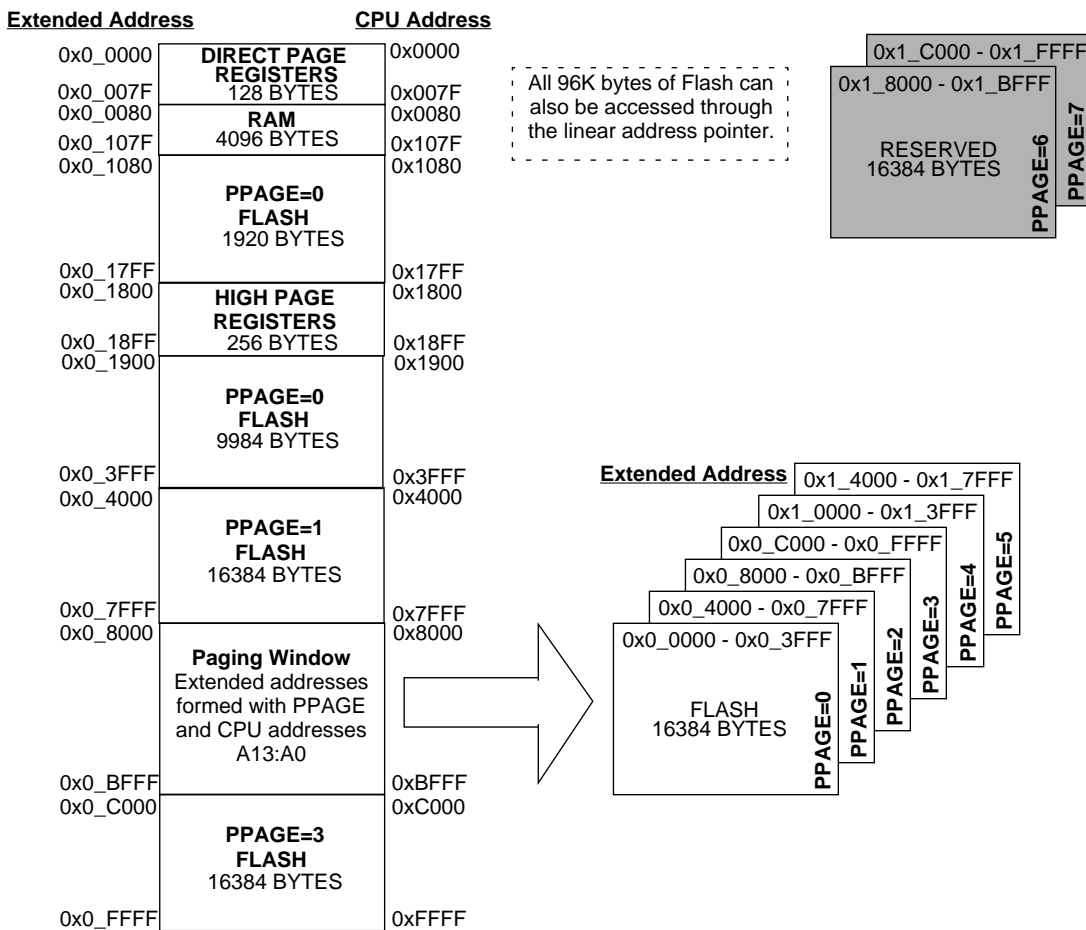 Extended Address
CPU Address
0x0_0000
DIRECT PAGE
REGISTERS
128 BYTES
0x0000
0x0_007F
0x007F
0x0_0080
RAM
4096 BYTES
0x0080
0x0_107F
0x107F
0x0_1080
0x1080
PPAGE=0
FLASH
1920 BYTES
0x0_17FF
0x17FF
0x0_1800
0x1800
HIGH PAGE
REGISTERS
256 BYTES
0x0_18FF
0x18FF
0x0_1900
0x1900
PPAGE=0
FLASH
9984 BYTES
0x0_3FFF
0x3FFF
0x0_4000
0x4000
PPAGE=1
FLASH
16384 BYTES
0x0_7FFF
0x7FFF
0x0_8000
0x8000
Paging Window
Extended addresses
formed with PPAGE
and CPU addresses
A13:A0
0x0_BFFF
0xBFFF
0x0_C000
0xC000
PPAGE=3
FLASH
16384 BYTES
0x0_FFFF
0xFFFF
All 96K bytes of Flash can
also be accessed through
the linear address pointer.
0x1_C000 - 0x1_FFFF
PPAGE=7
0x1_8000 - 0x1_BFFF
RESERVED
16384 BYTES
PPAGE=6
Extended Address
0x1_4000 - 0x1_7FFF
PPAGE=5
0x1_0000 - 0x1_3FFF
PPAGE=4
0x0_C000 - 0x0_FFFF
PPAGE=3
0x0_8000 - 0x0_BFFF
PPAGE=2
0x0_4000 - 0x0_7FFF
PPAGE=1
0x0_0000 - 0x0_3FFF
FLASH
16384 BYTES
PPAGE=0